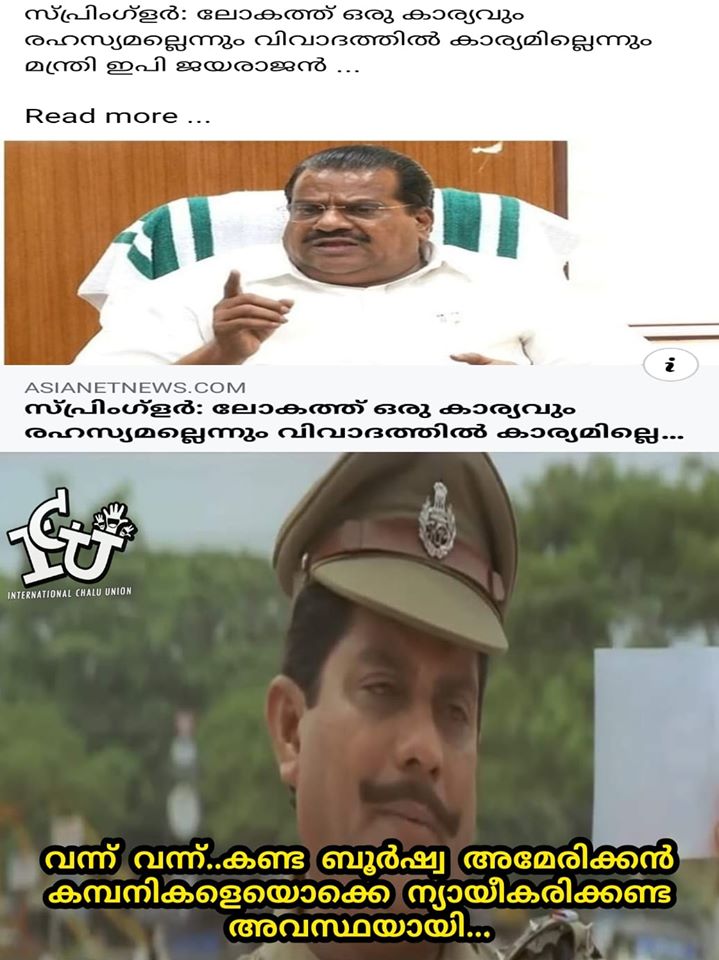 സ്പ്രിംഗ്ളർ: ലോകത്ത് ഒരു കാര്യവും
രഹസ്യമല്ലെന്നും വിവാദത്തിൽ കാര്യമില്ലെന്നും
മന്ത്രി ഇപി ജയരാജൻ ...
Read more ...
i
ASIANETNEWS.COM
സ്പ്രിംഗ്ളർ: ലോകത്ത് ഒരു കാര്യവും
രഹസ്യമല്ലെന്നും വിവാദത്തിൽ കാര്യമില്ലെ...
ICU
INTERNATIONAL CHALU UNION
വന്ന് വന്ന്..കണ്ട ബൂർഷ്വ അമേരിക്കൻ
കമ്പനികളെയൊക്കെ ന്യായീകരിക്കണ്ട
അവസ്ഥയായി...